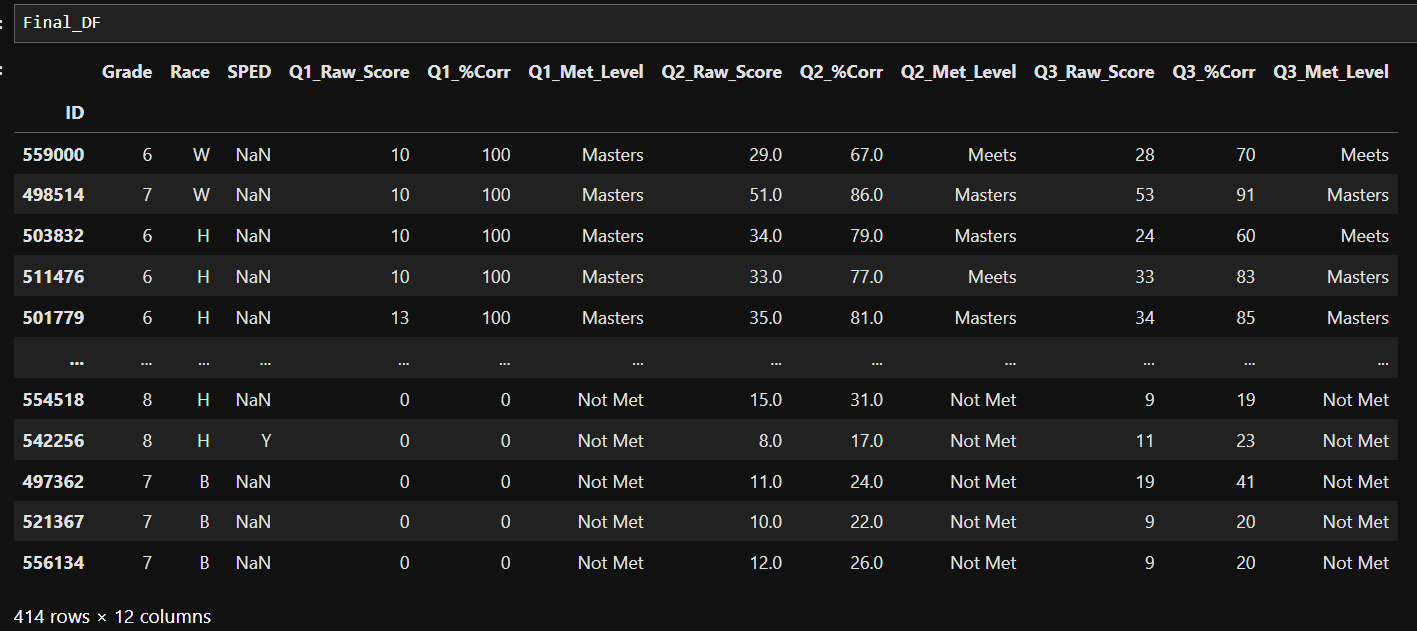 Final_DF
Grade Race SPED Q1_Raw_Score Q1_%Corr Q1_Met_Level Q2_Raw_Score Q2_%Corr Q2_Met_Level Q3_Raw_Score Q3_%Corr Q3_Met_Level
ID
559000 6 W NaN 10 100 Masters 29.0 67.0 Meets 28 70 Meets
498514 7 W NaN 10 100 Masters 51.0 86.0 Masters 53 91 Masters
503832 6 H NaN 10 100 Masters 34.0 79.0 Masters 24 60 Meets
511476 6 H NaN 10 100 Masters 33.0 77.0 Meets 33 83 Masters
501779 6 H NaN 13 100 Masters 35.0 81.0 Masters 34 85 Masters
... ... ... ... ... ... ... ... ... ... ... ... ...
554518 8 H NaN 0 0 Not Met 15.0 31.0 Not Met 9 19 Not Met
542256 8 H Y 0 0 Not Met 8.0 17.0 Not Met 11 23 Not Met
497362 7 B NaN 0 0 Not Met 11.0 24.0 Not Met 19 41 Not Met
521367 7 B NaN 0 0 Not Met 10.0 22.0 Not Met 9 20 Not Met
556134 7 B NaN 0 0 Not Met 12.0 26.0 Not Met 9 20 Not Met
414 rows × 12 columns